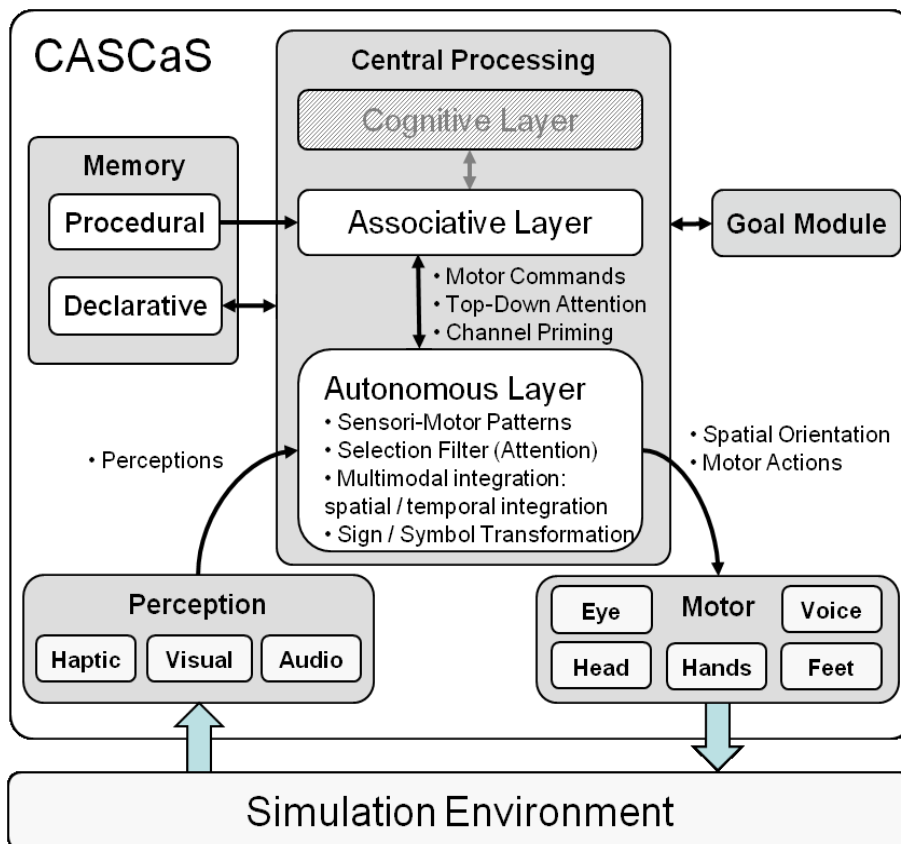 CASCaS
Central Processing
Cognitive Layer
Memory
Procedural
Associative Layer
Goal Module
Declarative
• Motor Commands
• Top-Down Attention
• Channel Priming
Autonomous Layer
• Sensori-Motor Patterns
• Selection Filter (Attention)
• Multimodal integration:
spatial / temporal integration
• Sign / Symbol Transformation
• Perceptions
• Spatial Orientation
• Motor Actions
Perception
Haptic
Visual
Audio
Eye
Motor
Voice
Head
Hands
Feet
Simulation Environment